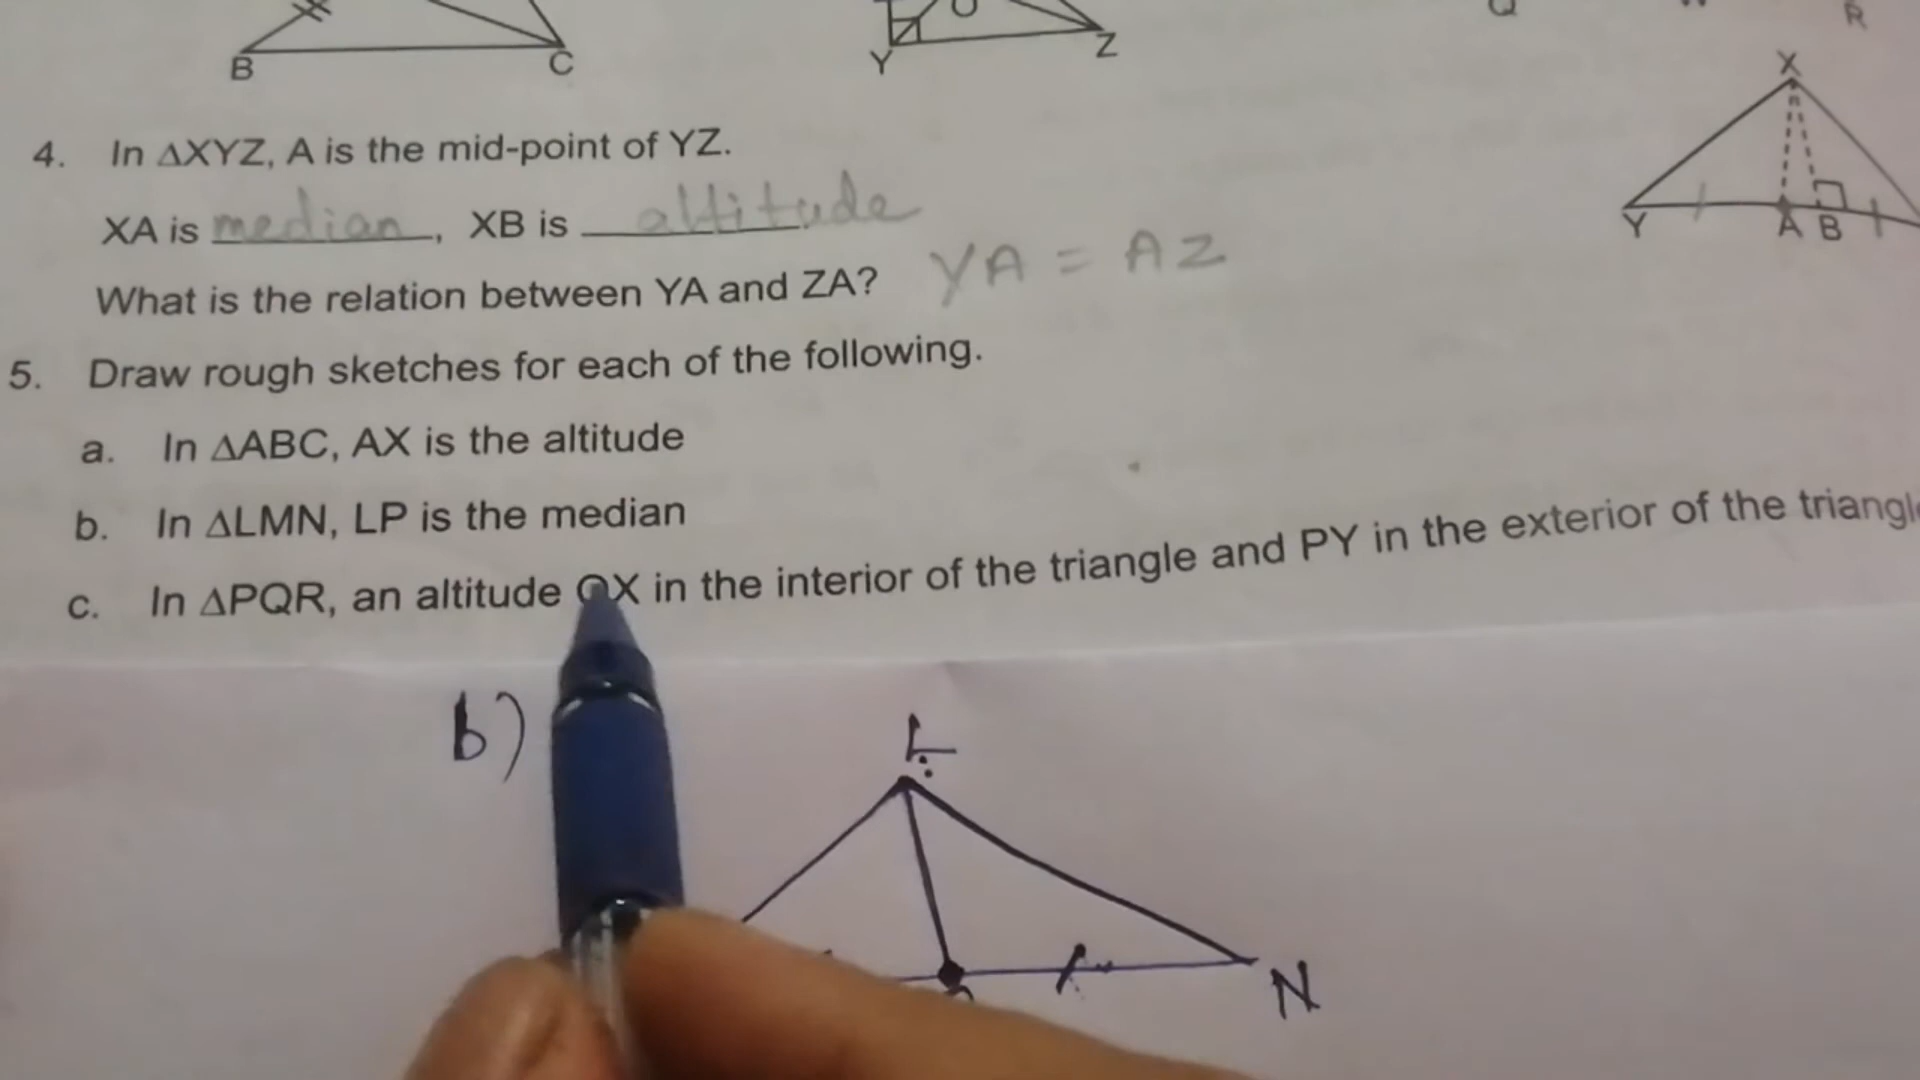 B C
Y O Z
Q R
4. In ΔXYZ, A is the mid-point of YZ.
XA is median, XB is altitude
What is the relation between YA and ZA? YA = AZ
X
Y A B
5. Draw rough sketches for each of the following.
a. In ΔABC, AX is the altitude
b. In ΔLMN, LP is the median
c. In ΔPQR, an altitude QX in the interior of the triangle and PY in the exterior of the triangle
b) L
N